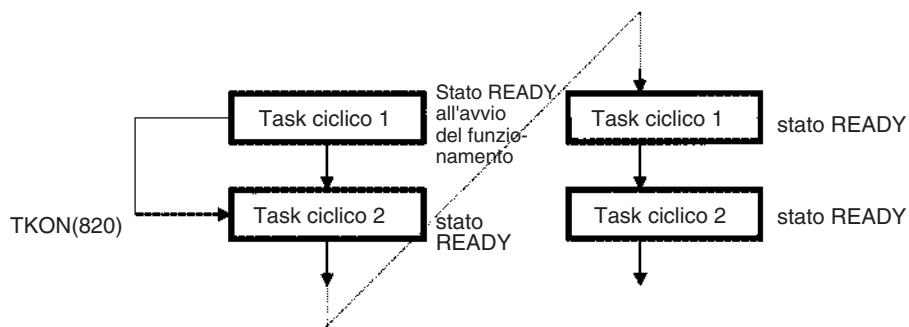 Task ciclico 1
Stato READY
all'avvio
del funzio-
namento
TKON(820)
Task ciclico 2
stato
READY
Task ciclico 1
stato READY
Task ciclico 2
stato READY